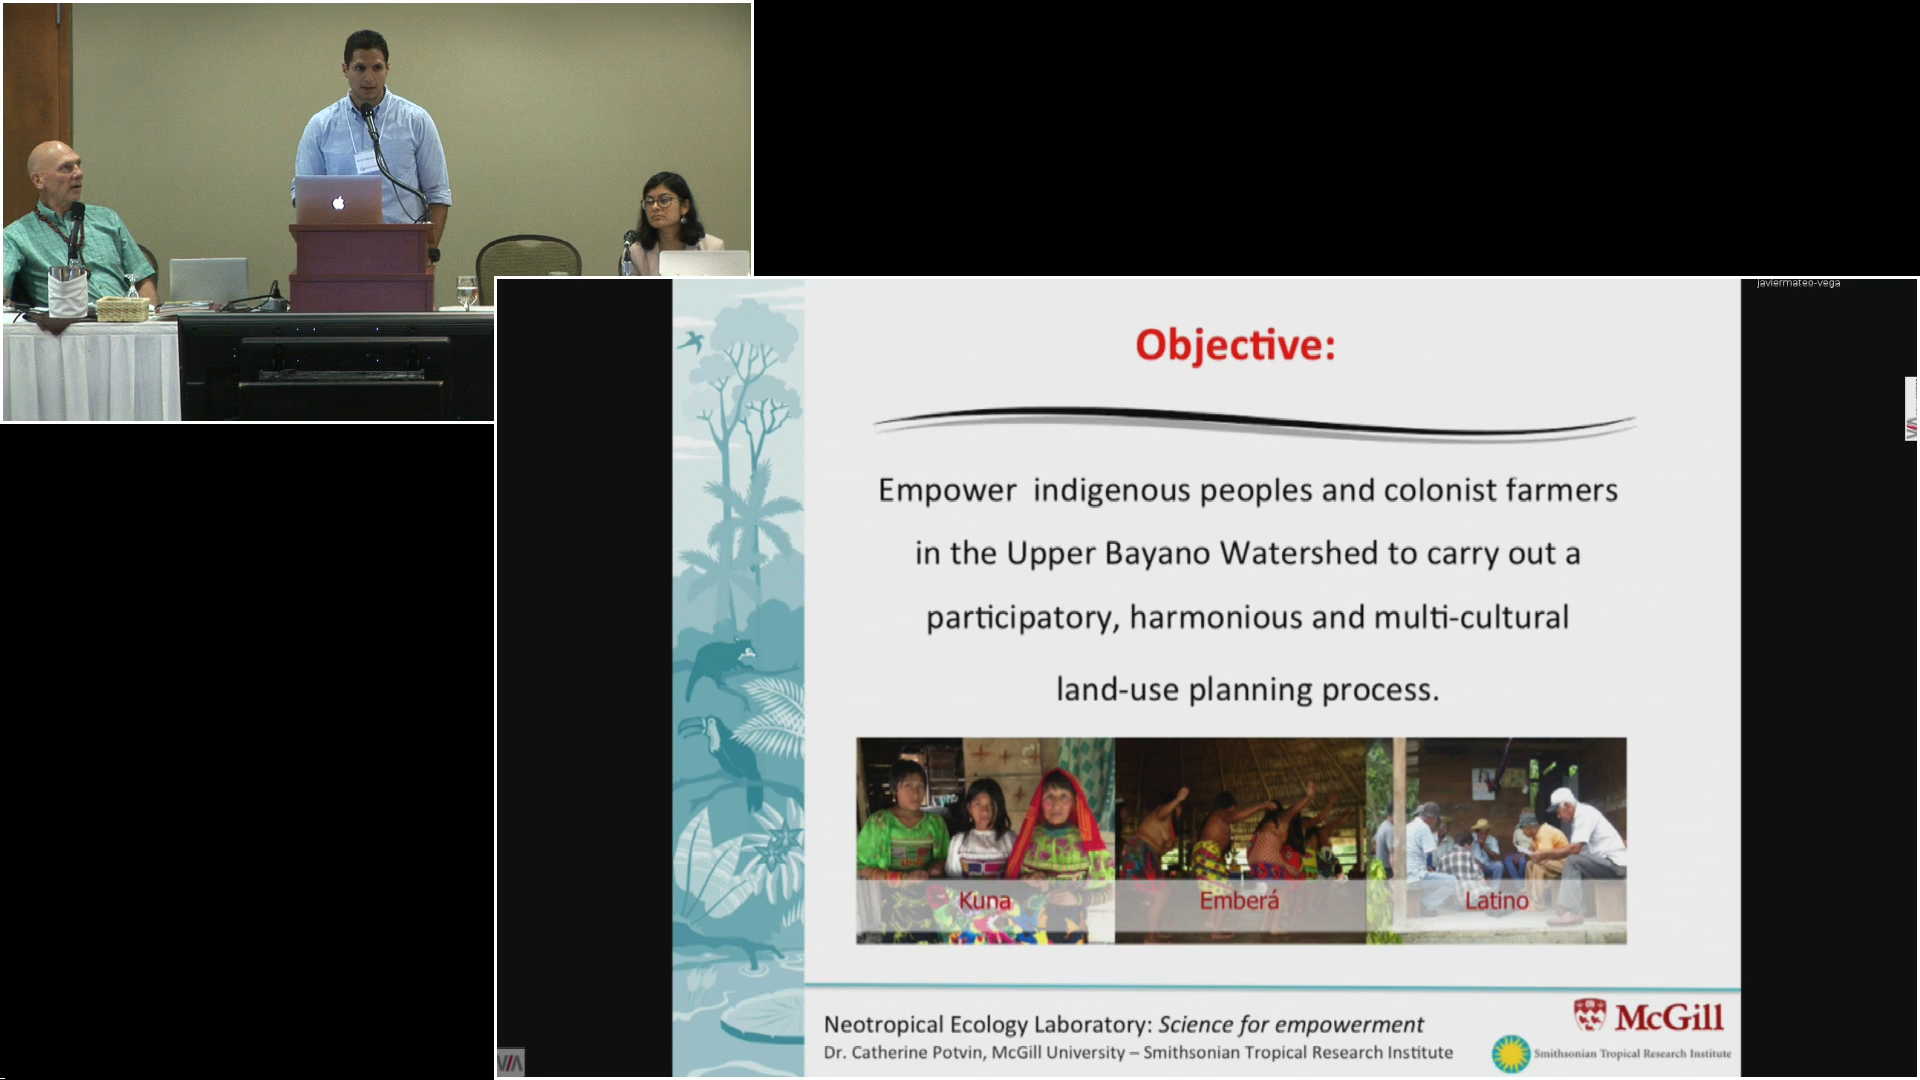 javiermateo-vega
Objective:
Empower indigenous peoples and colonist farmers
in the Upper Bayano Watershed to carry out a
participatory, harmonious and multi-cultural
land-use planning process.
Kuna
Emberá
Latino
Neotropical Ecology Laboratory: Science for empowerment
Dr. Catherine Potvin, McGill University – Smithsonian Tropical Research Institute
McGill
Smithsonian Tropical Research Institute